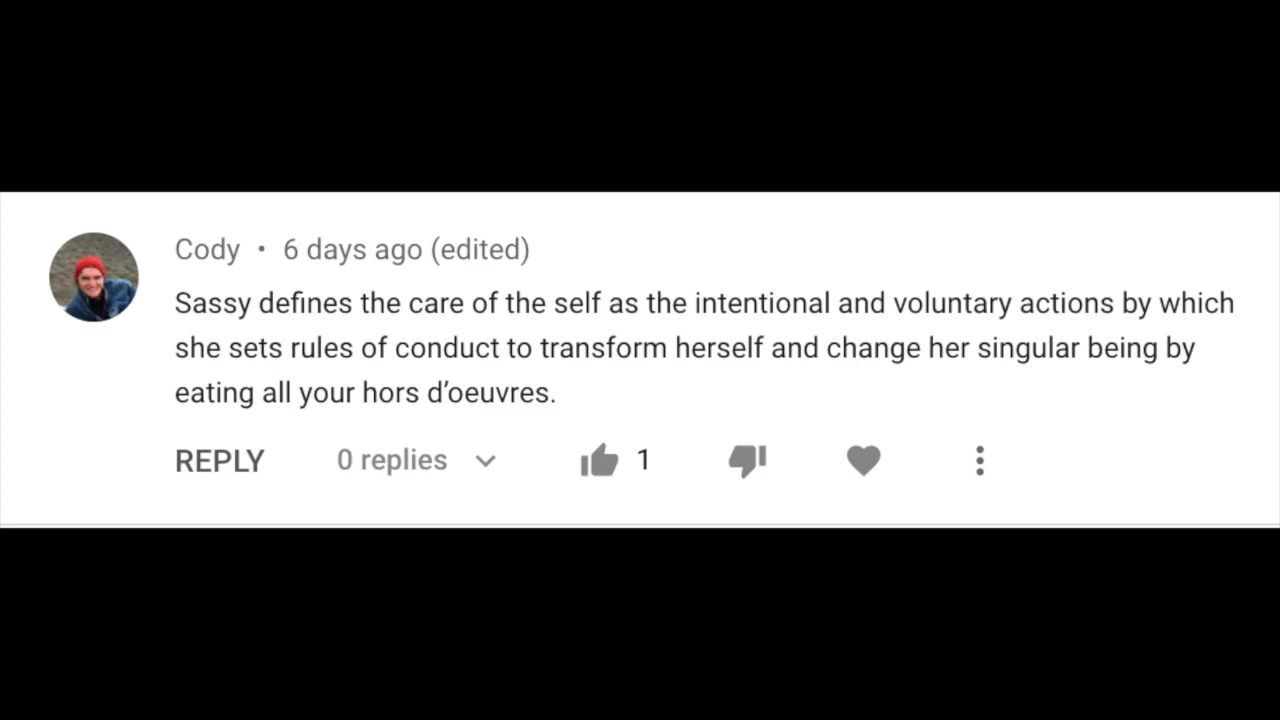 Cody • 6 days ago (edited)
Sassy defines the care of the self as the intentional and voluntary actions by which
she sets rules of conduct to transform herself and change her singular being by
eating all your hors d’oeuvres.
REPLY 0 replies 1